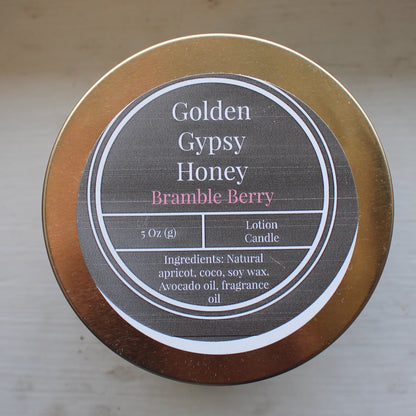 Golden
Gypsy
Honey
Bramble Berry
5 Oz (g)
Lotion
Candle
Ingredients: Natural
apricot, coco, soy wax.
Avocado oil, fragrance
oil